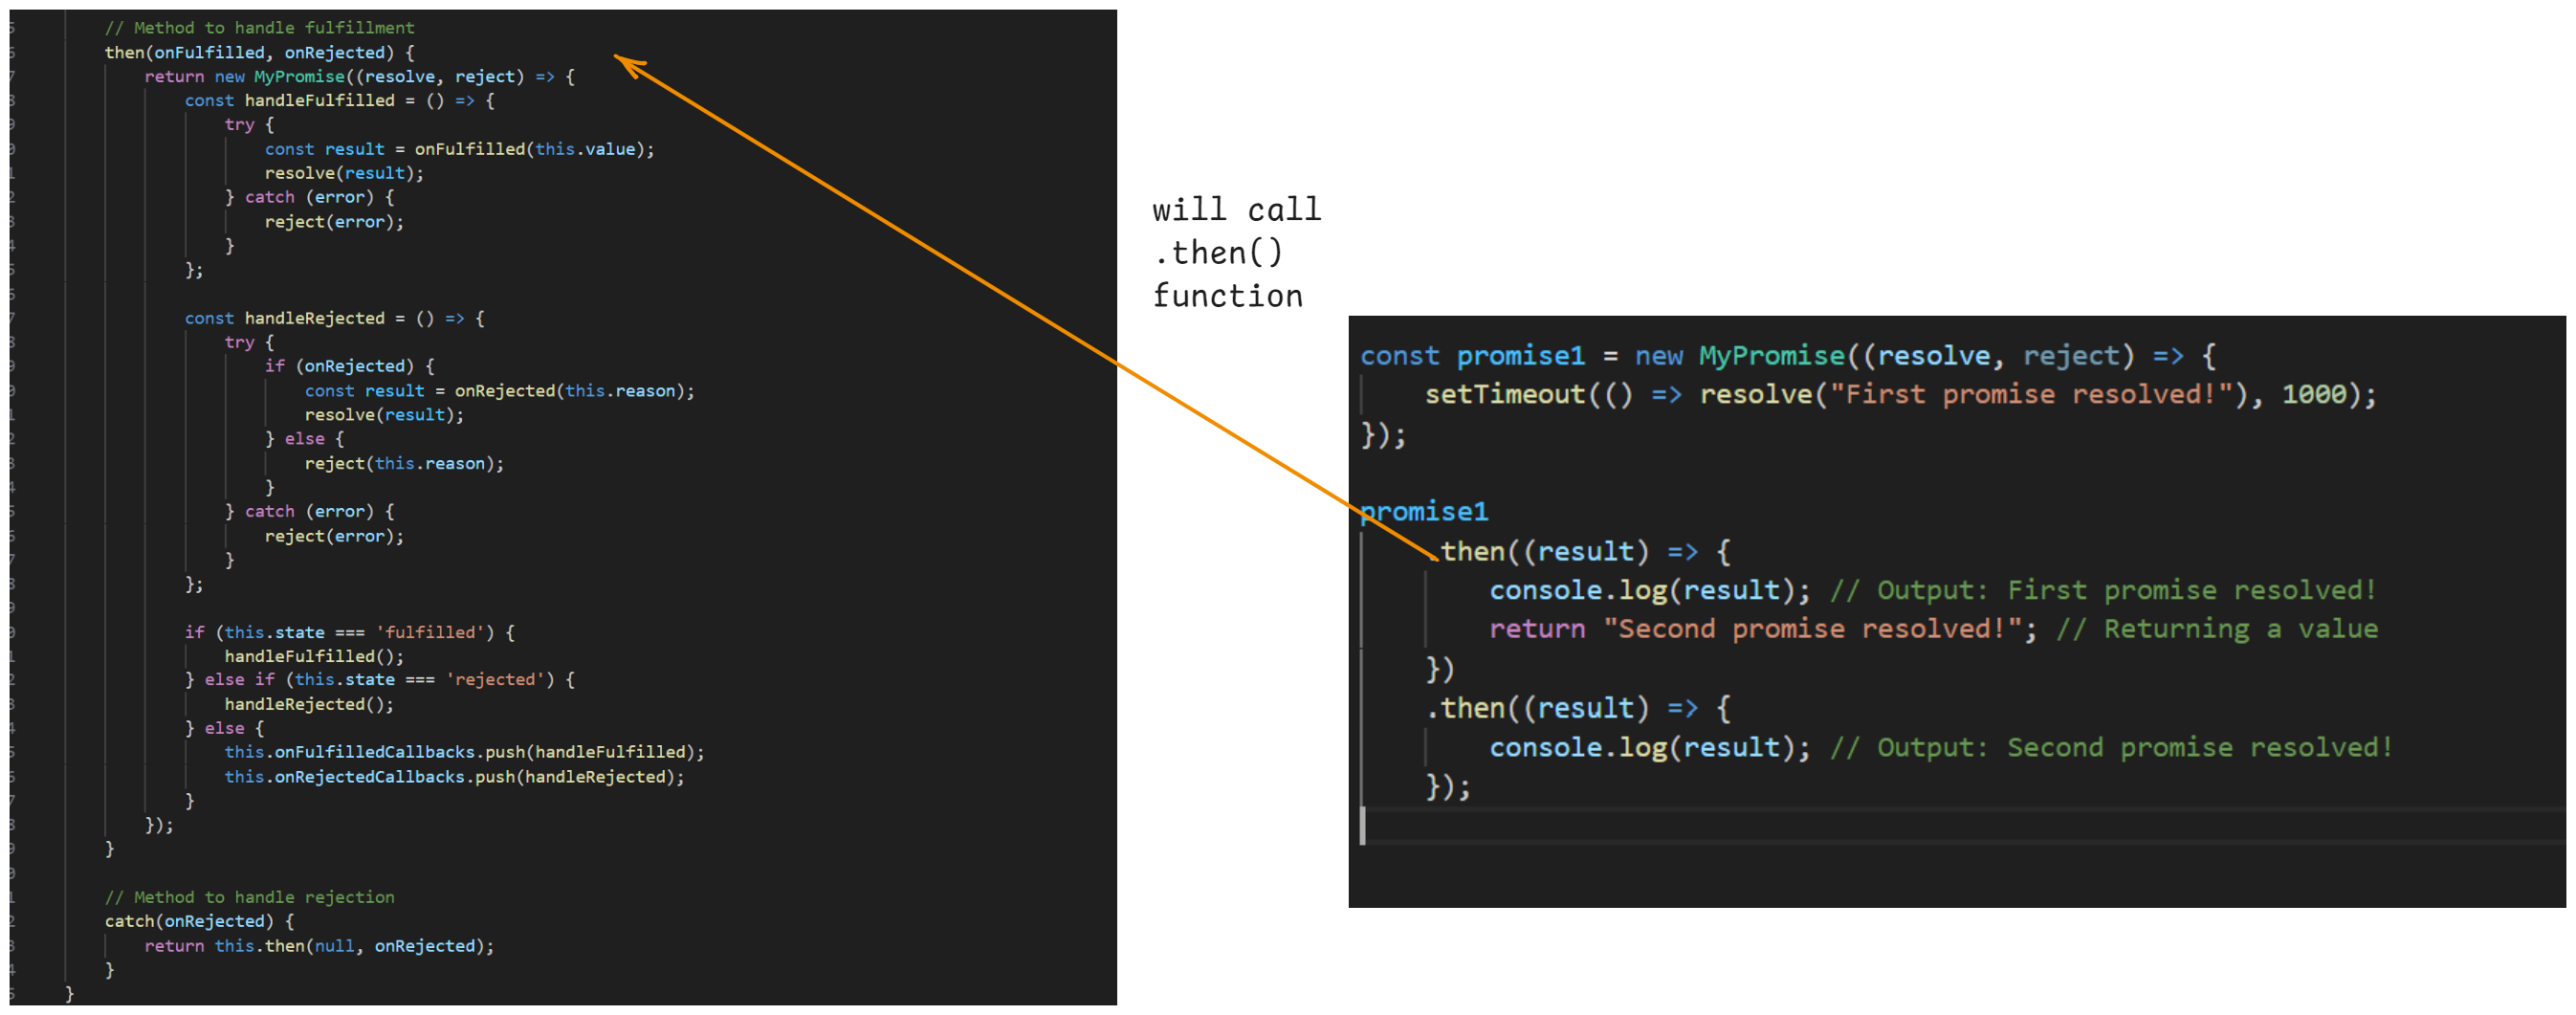 // Method to handle fulfillment
then(onFulfilled, onRejected) {
return new MyPromise((resolve, reject) => {
const handleFulfilled = () => {
try {
const result = onFulfilled(this.value);
resolve(result);
} catch (error) {
reject(error);
}
};
const handleRejected = () => {
try {
if (onRejected) {
const result = onRejected(this.reason);
resolve(result);
} else {
reject(this.reason);
}
} catch (error) {
reject(error);
}
};
if (this.state === 'fulfilled') {
handleFulfilled();
} else if (this.state === 'rejected') {
handleRejected();
} else {
this.onFulfilledCallbacks.push(handleFulfilled);
this.onRejectedCallbacks.push(handleRejected);
}
});
}
// Method to handle rejection
catch(onRejected) {
return this.then(null, onRejected);
}
}
will call
.then()
function
const promise1 = new MyPromise((resolve, reject) => {
setTimeout(() => resolve("First promise resolved!"), 1000);
});
promise1
then((result) => {
console.log(result); // Output: First promise resolved!
return "Second promise resolved!"; // Returning a value
})
.then((result) => {
console.log(result); // Output: Second promise resolved!
});